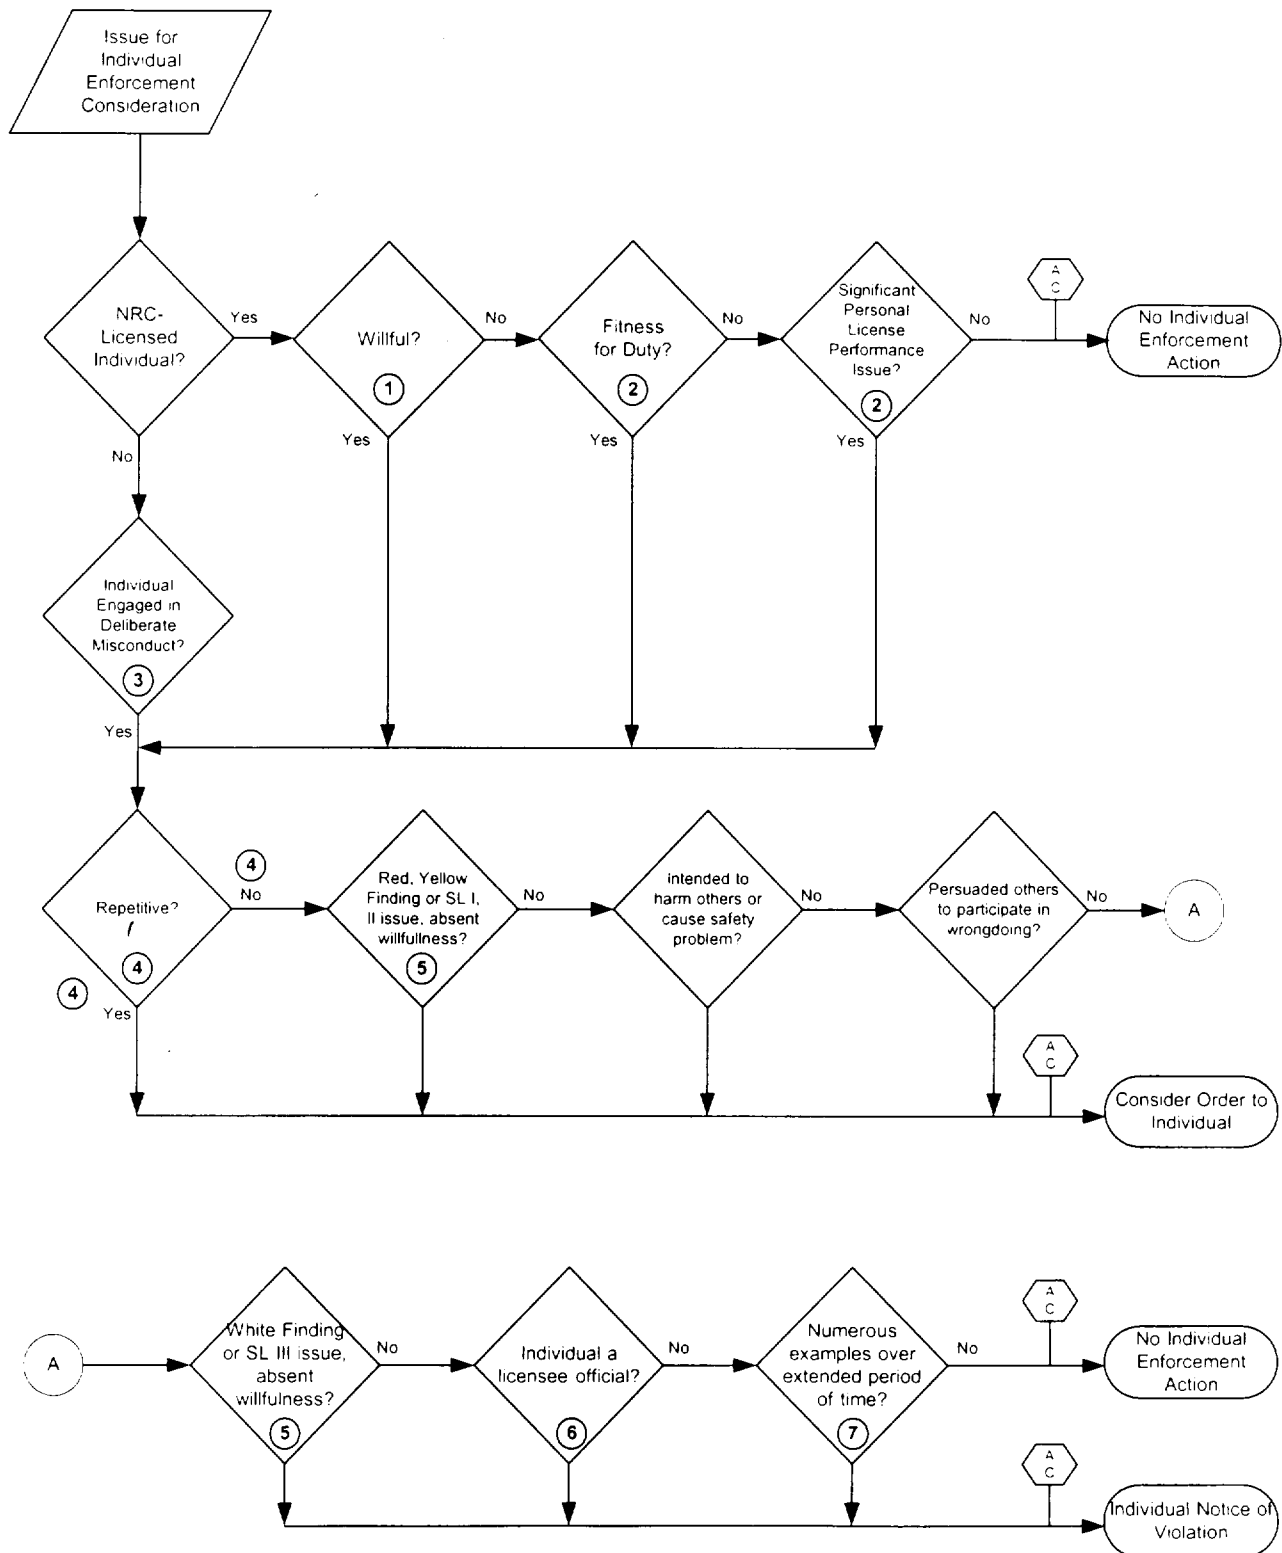 Issue for
Individual
Enforcement
Consideration
NRC-
Licensed
Individual?
Yes
No
Willful?
1
No
Yes
Fitness
for Duty?
2
No
Yes
Significant
Personal
License
Performance
Issue?
2
No
Yes
A
C
No Individual
Enforcement
Action
Individual
Engaged in
Deliberate
Misconduct?
3
Yes
Repetitive?
4
4
No
4
Yes
Red, Yellow
Finding or SL I,
II issue, absent
willfullness?
5
No
intended to
harm others or
cause safety
problem?
No
Persuaded others
to participate in
wrongdoing?
No
A
A
C
Consider Order to
Individual
A
White Finding
or SL III issue,
absent
willfulness?
5
No
Individual a
licensee official?
6
No
Numerous
examples over
extended period
of time?
7
No
A
C
No Individual
Enforcement
Action
A
C
Individual Notice of
Violation